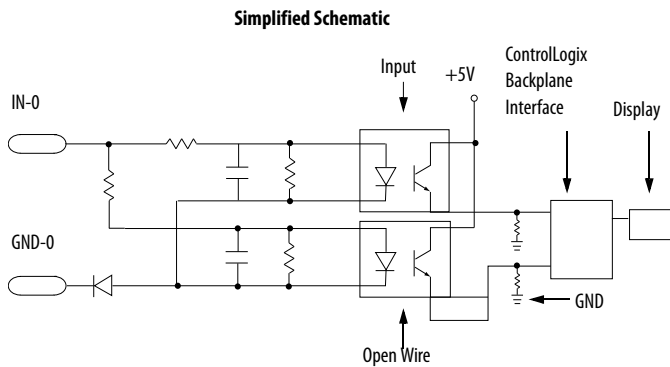 Simplified Schematic
IN-0
Input
+5V
ControlLogix
Backplane
Interface
Display
GND-0
GND
Open Wire